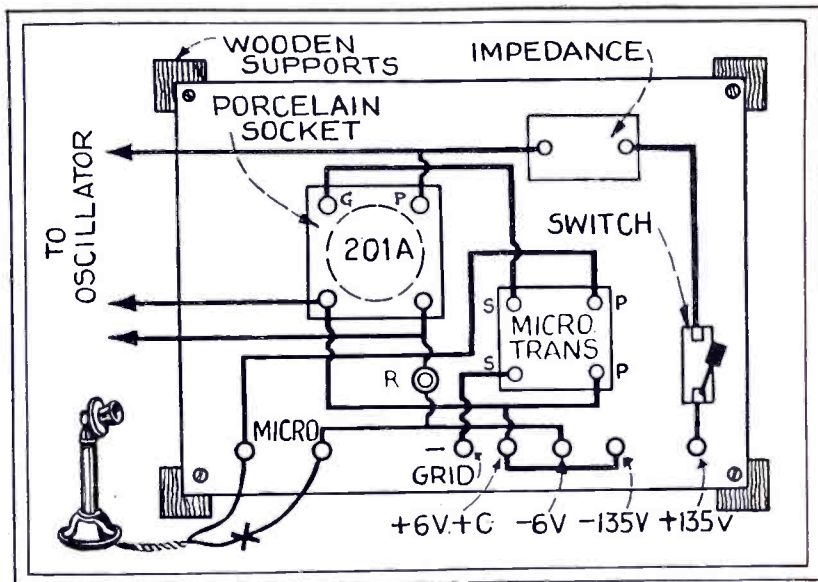 WOODEN
SUPPORTS
IMPEDANCE
PORCELAIN
SOCKET
TO
OSCILLATOR
G
P
201A
SWITCH
S
P
MICRO.
TRANS
S
P
R
MICRO
–
GRID
+6V.+C
-6V
-135V
+135V